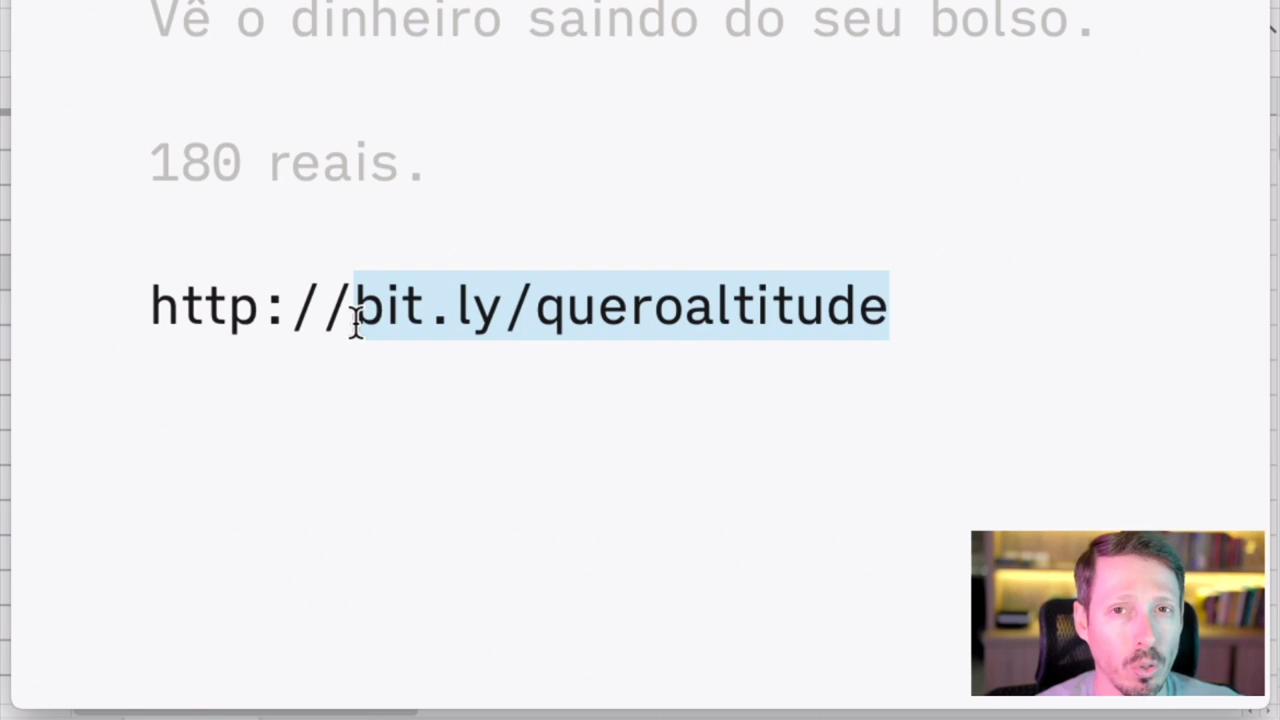 Vê o dinheiro saindo do seu bolso.
180 reais.
http://bit.ly/queroaltitude